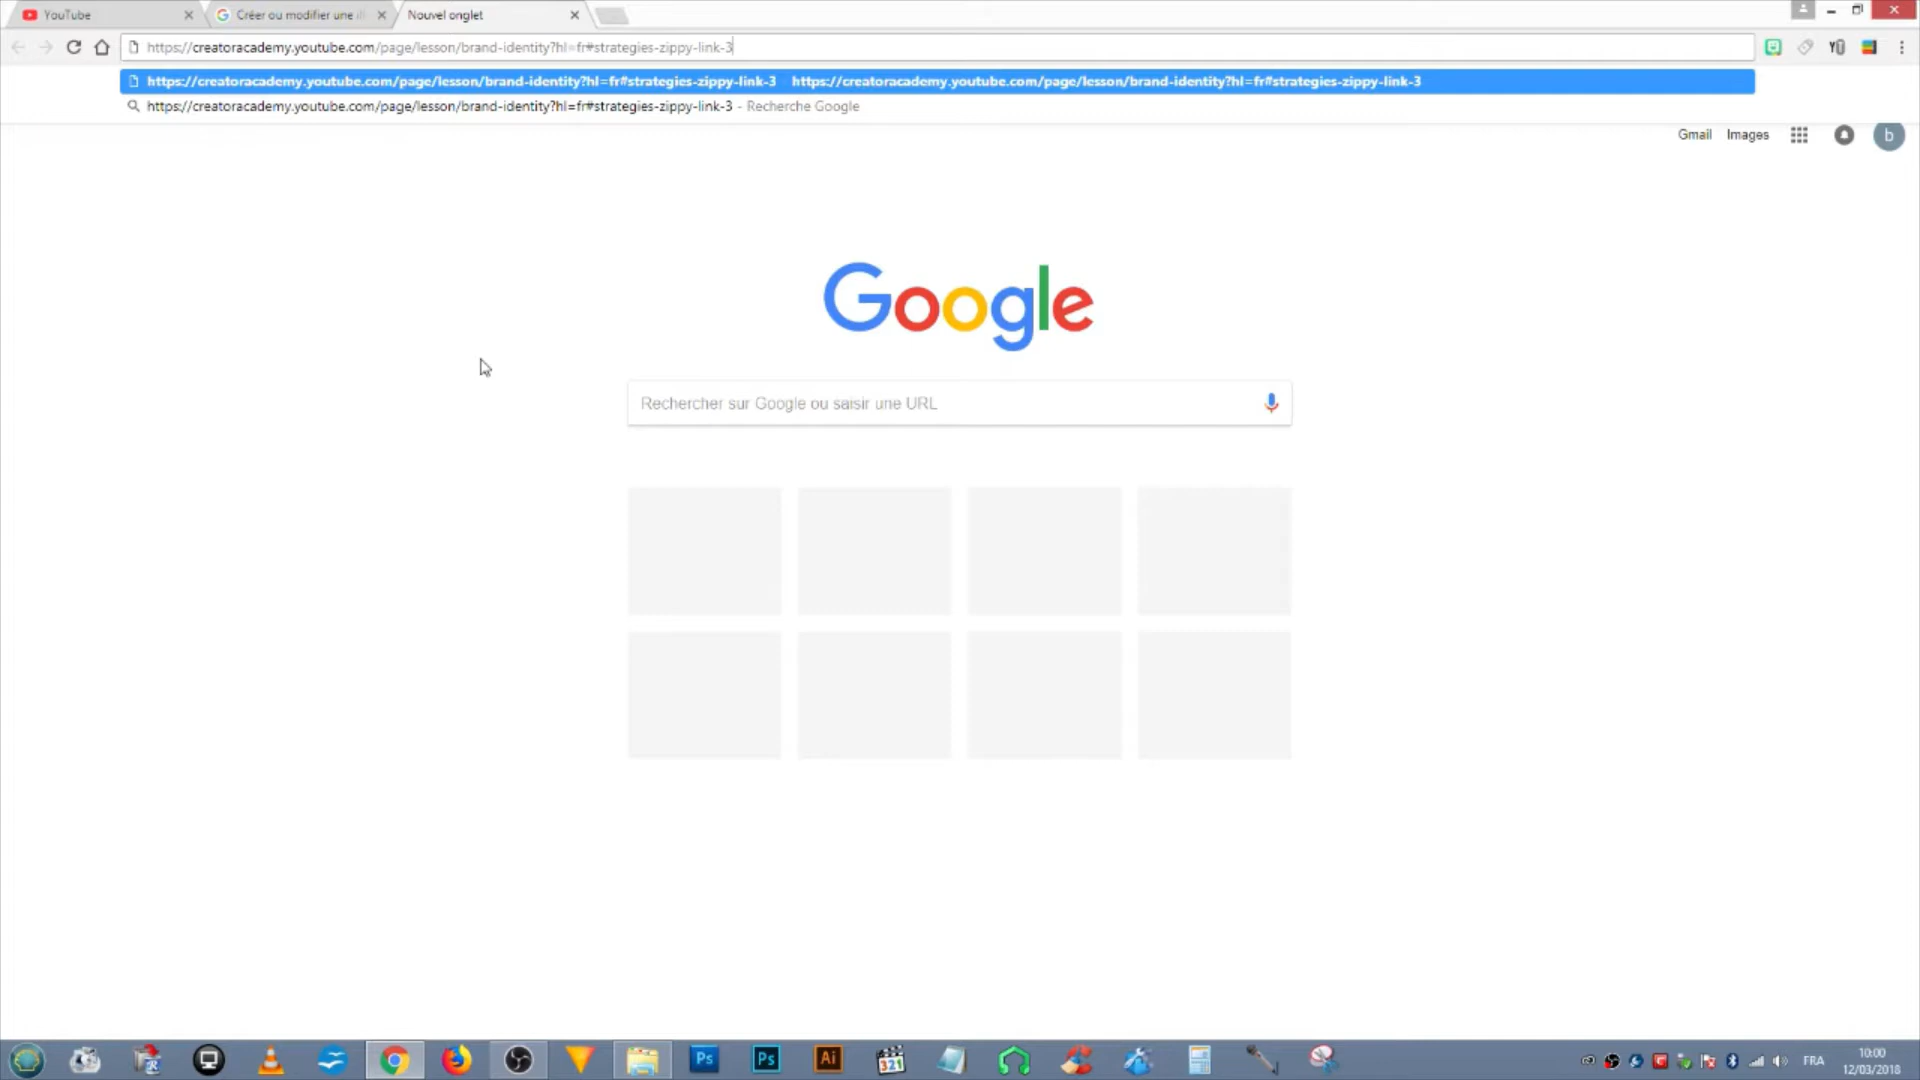 YouTube
Créer ou modifier une ill
Nouvel onglet
https://creatoracademy.youtube.com/page/lesson/brand-identity?hl=fr#strategies-zippy-link-3
https://creatoracademy.youtube.com/page/lesson/brand-identity?hl=fr#strategies-zippy-link-3 https://creatoracademy.youtube.com/page/lesson/brand-identity?hl=fr#strategies-zippy-link-3
https://creatoracademy.youtube.com/page/lesson/brand-identity?hl=fr#strategies-zippy-link-3 - Recherche Google
Gmail Images b
Google
Rechercher sur Google ou saisir une URL
Ps
Ps
Ai
321
FRA
10:00
12/03/2018